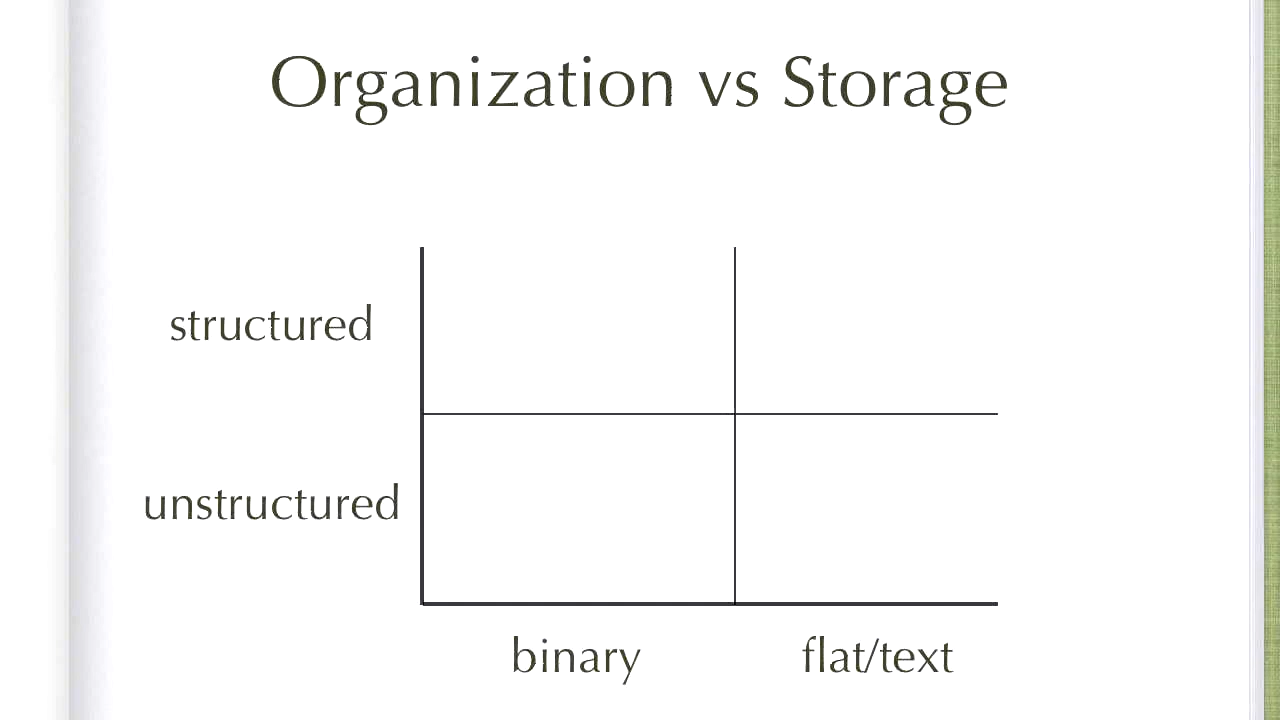 Organization vs Storage
structured
unstructured
binary
flat/text